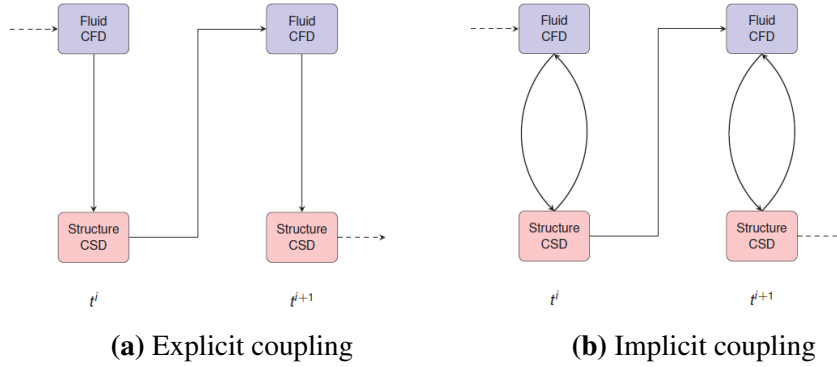 Fluid
CFD
Fluid
CFD
Structure
CSD
Structure
CSD
t^i
t^{i+1}
(a) Explicit coupling
Fluid
CFD
Fluid
CFD
Structure
CSD
Structure
CSD
t^i
t^{i+1}
(b) Implicit coupling